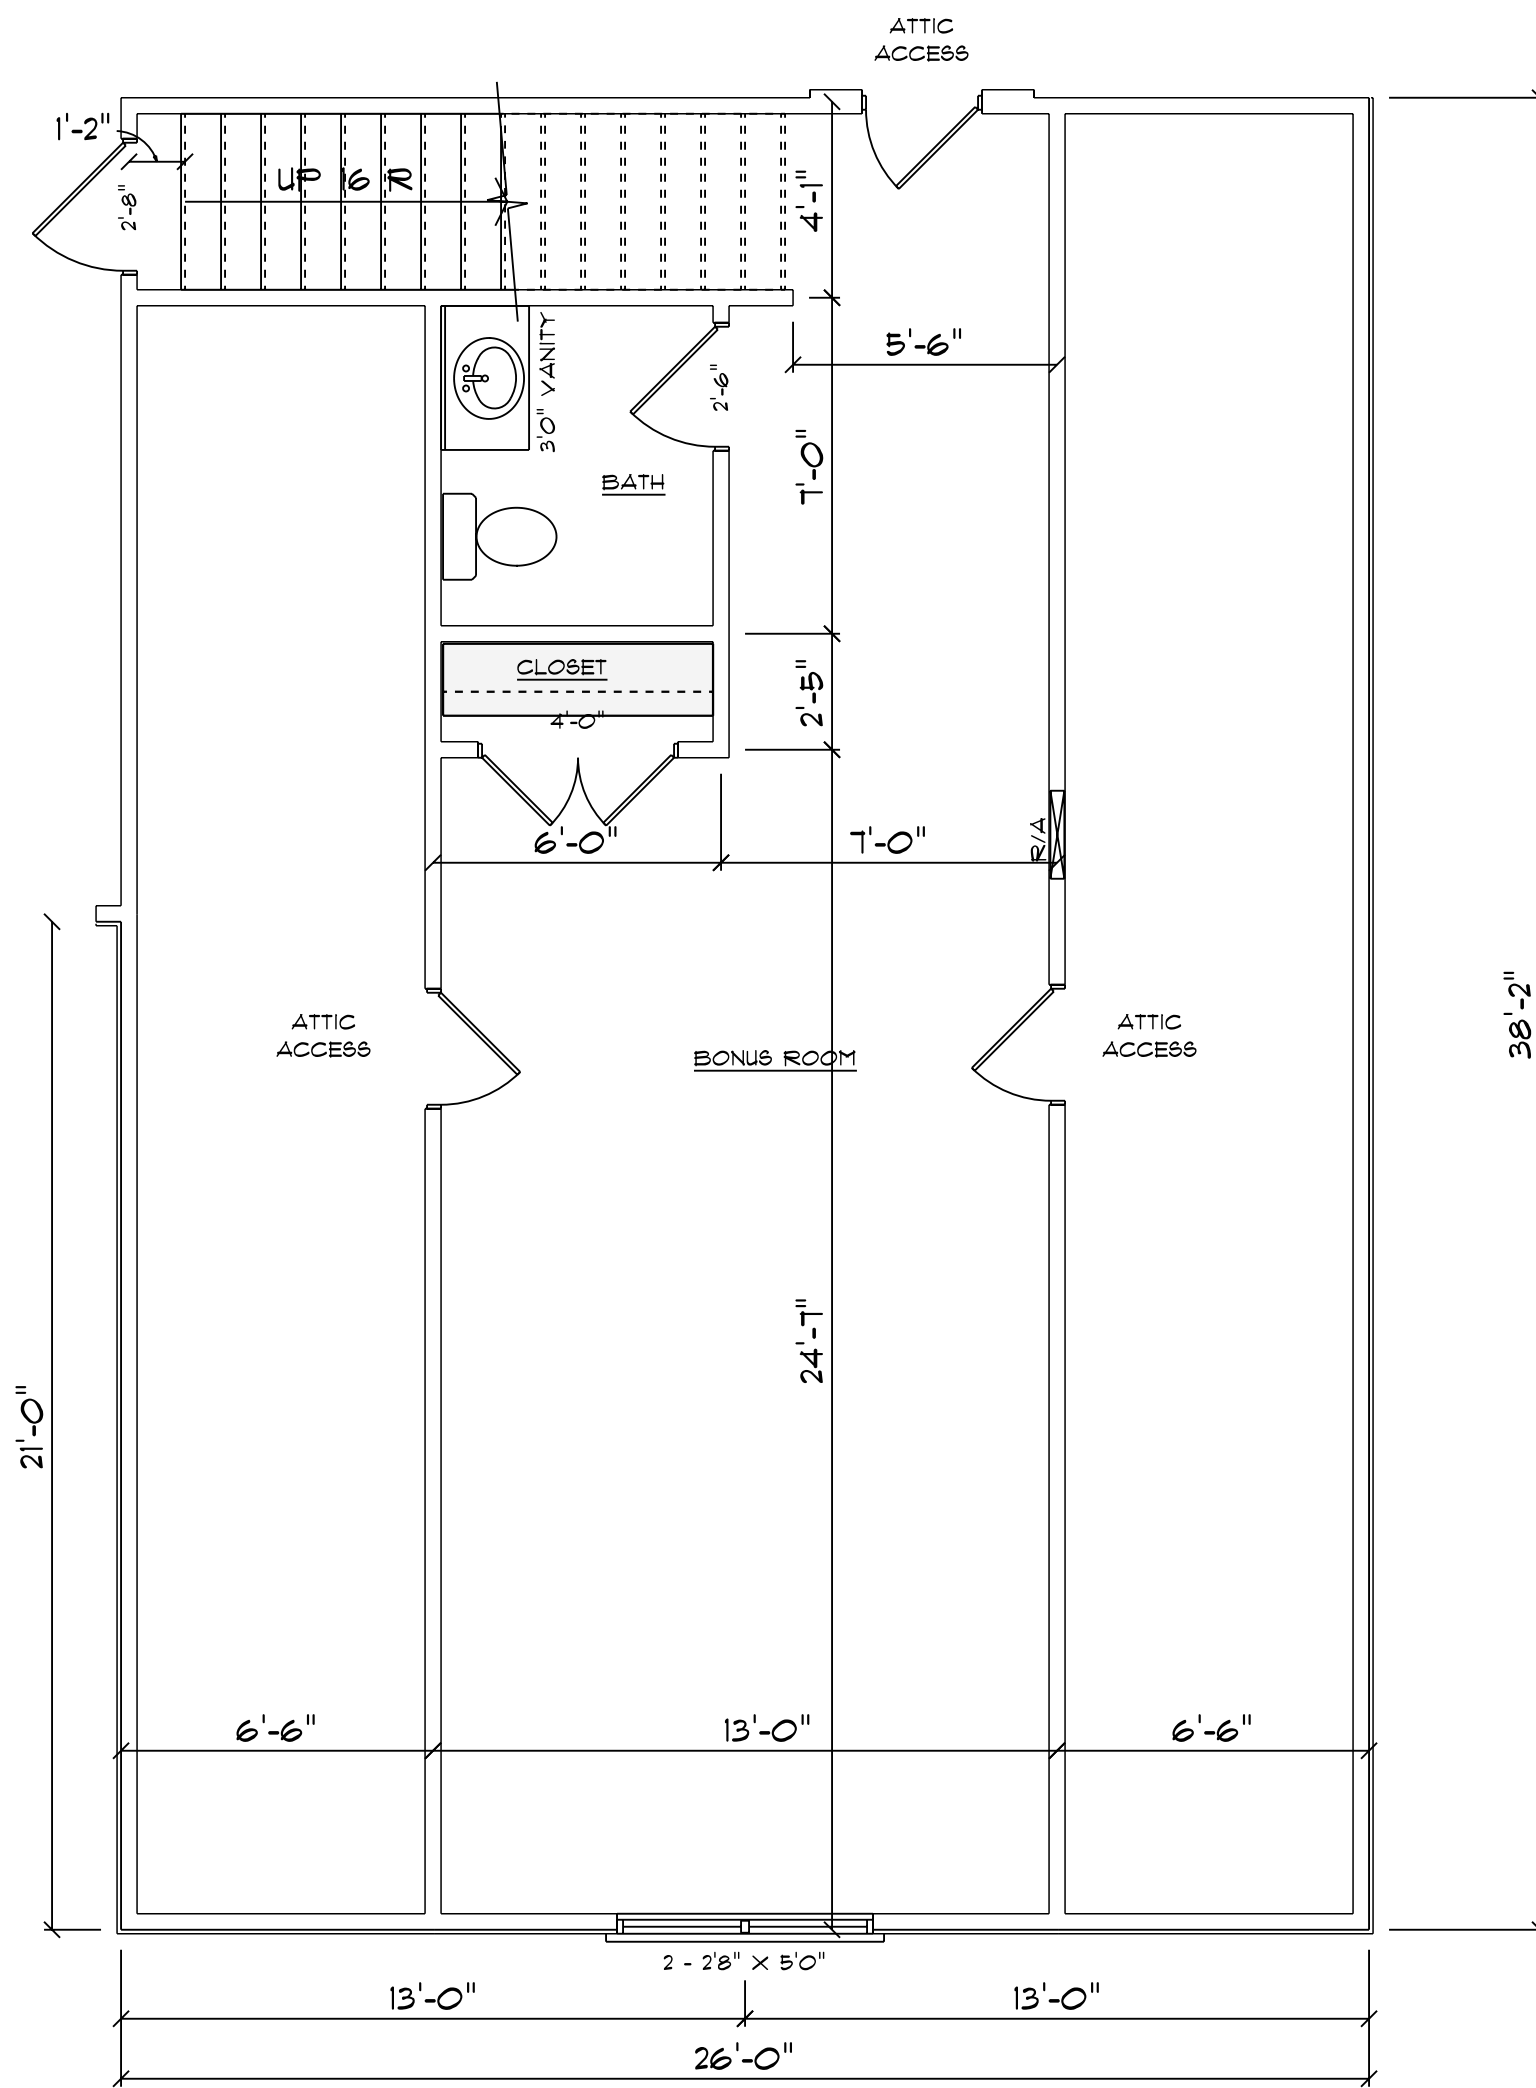 ATTIC
ACCESS
1'-2"
2'-8"
UP 16 R
4'-1"
5'-6"
3'0" VANITY
2'-6"
7'-0"
BATH
CLOSET
4'-0"
2'-5"
6'-0"
7'-0"
R/A
ATTIC
ACCESS
BONUS ROOM
ATTIC
ACCESS
38'-2"
24'-7"
21'-0"
6'-6"
13'-0"
6'-6"
2 - 2'8" X 5'0"
13'-0"
13'-0"
26'-0"